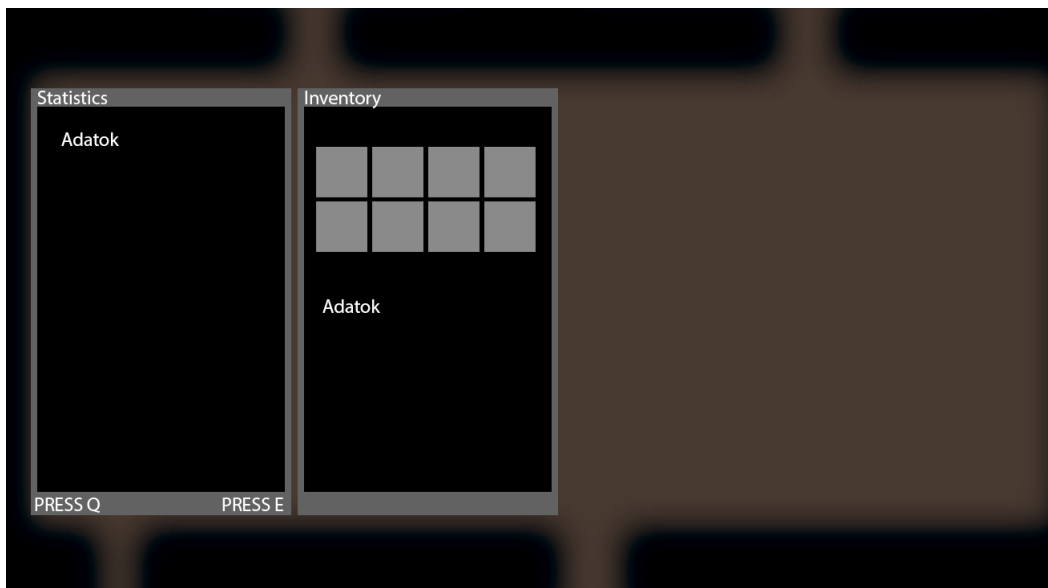 Statistics
Adatok
PRESS Q
PRESS E
Inventory
Adatok